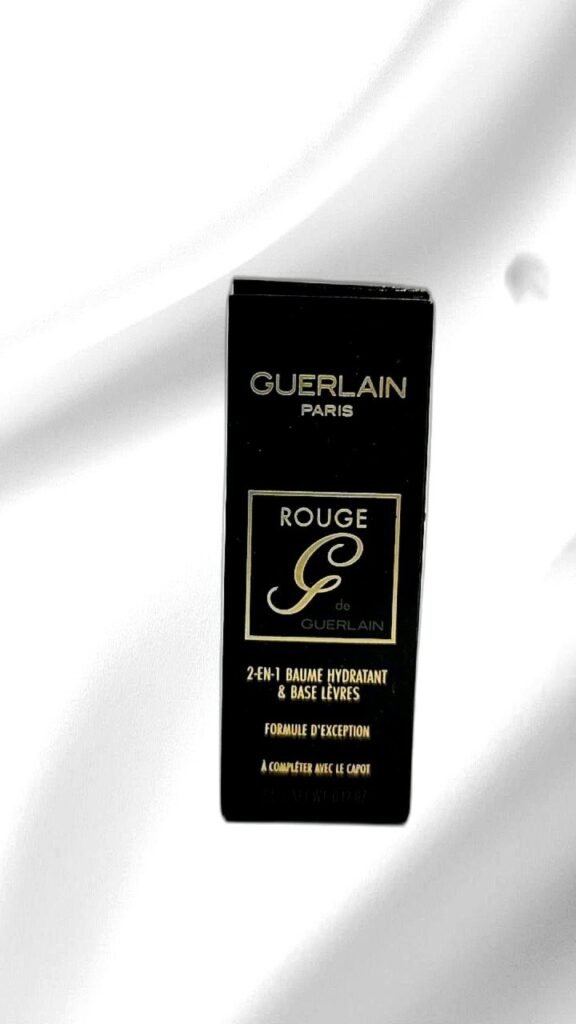 GUERLAIN
PARIS
ROUGE
G
de
GUERLAIN
2-EN-1 BAUME HYDRATANT
& BASE LÈVRES
FORMULE D'EXCEPTION
À COMPLÉTER AVEC LE CAPOT